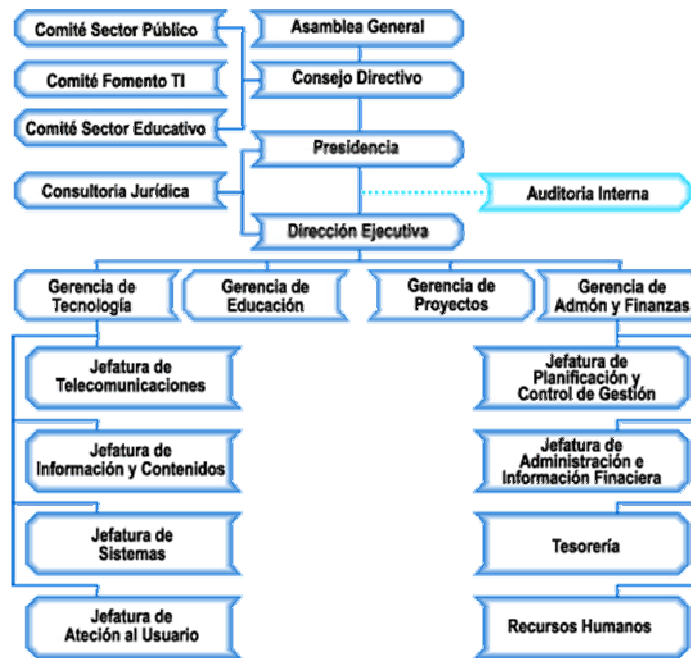 Comité Sector Público
Asamblea General
Comité Fomento TI
Consejo Directivo
Comité Sector Educativo
Presidencia
Consultoria Jurídica
Auditoria Interna
Dirección Ejecutiva
Gerencia de
Tecnología
Gerencia de
Educación
Gerencia de
Proyectos
Gerencia de
Admón y Finanzas
Jefatura de
Telecomunicaciones
Jefatura de
Planificación y
Control de Gestión
Jefatura de
Información y Contenidos
Jefatura de
Administración e
Información Finaciera
Jefatura de
Sistemas
Tesorería
Jefatura de
Ateción al Usuario
Recursos Humanos